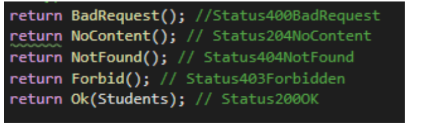 return BadRequest(); //Status400BadRequest
return NoContent(); // Status204NoContent
return NotFound(); // Status404NotFound
return Forbid(); // Status403Forbidden
return Ok(Students); // Status200OK